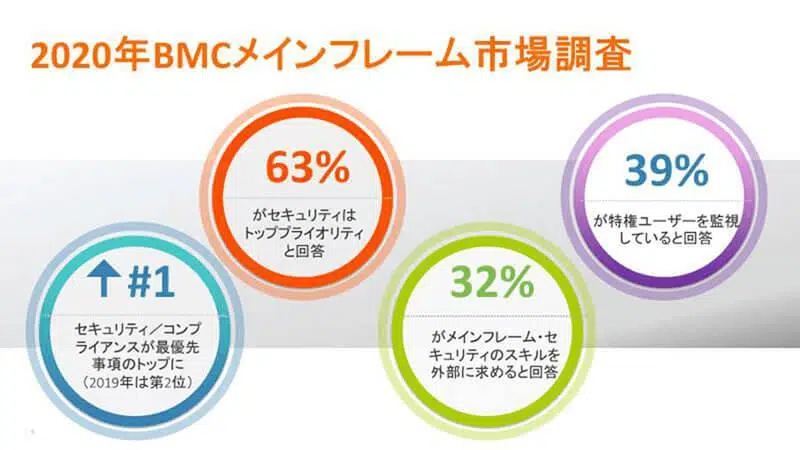 2020年BMCメインフレーム市場調査
63%
がセキュリティは
トッププライオリティ
と回答
39%
が特権ユーザーを監視
していると回答
#1
セキュリティ／コンプ
ライアンスが最優先
事項のトップに
（2019年は第2位）
32%
がメインフレーム・セ
キュリティのスキルを
外部に求めると回答